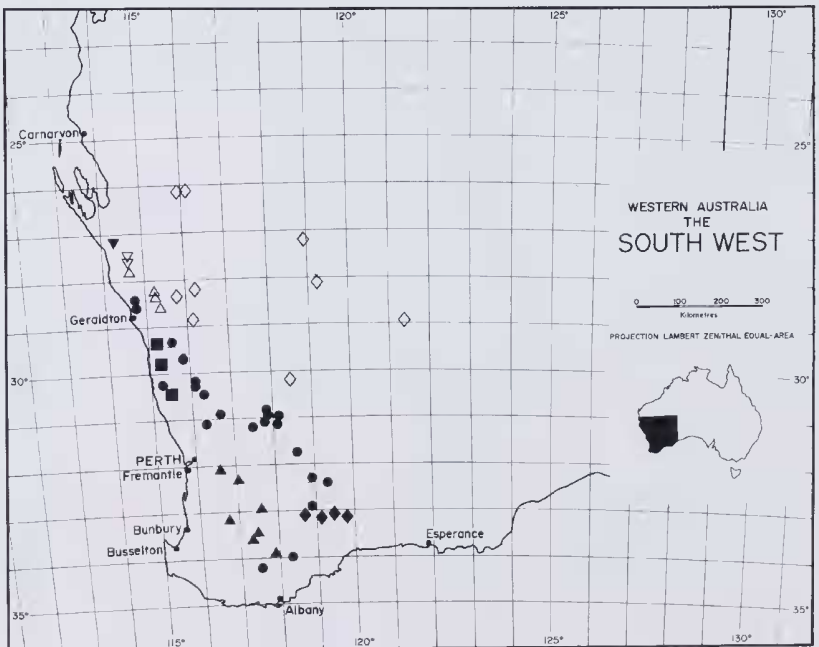 115°
120°
130°
Carnarvon
25°
25°
WESTERN AUSTRALIA
THE
SOUTH WEST
0 100 200 300
Kilometres
PROJECTION LAMBERT ZENITHAL EQUAL-AREA
Geraldton
30°
30°
PERTH
Fremantle
Bunbury
Busselton
Esperance
Albany
35°
35°
115°
120°
125°
130°